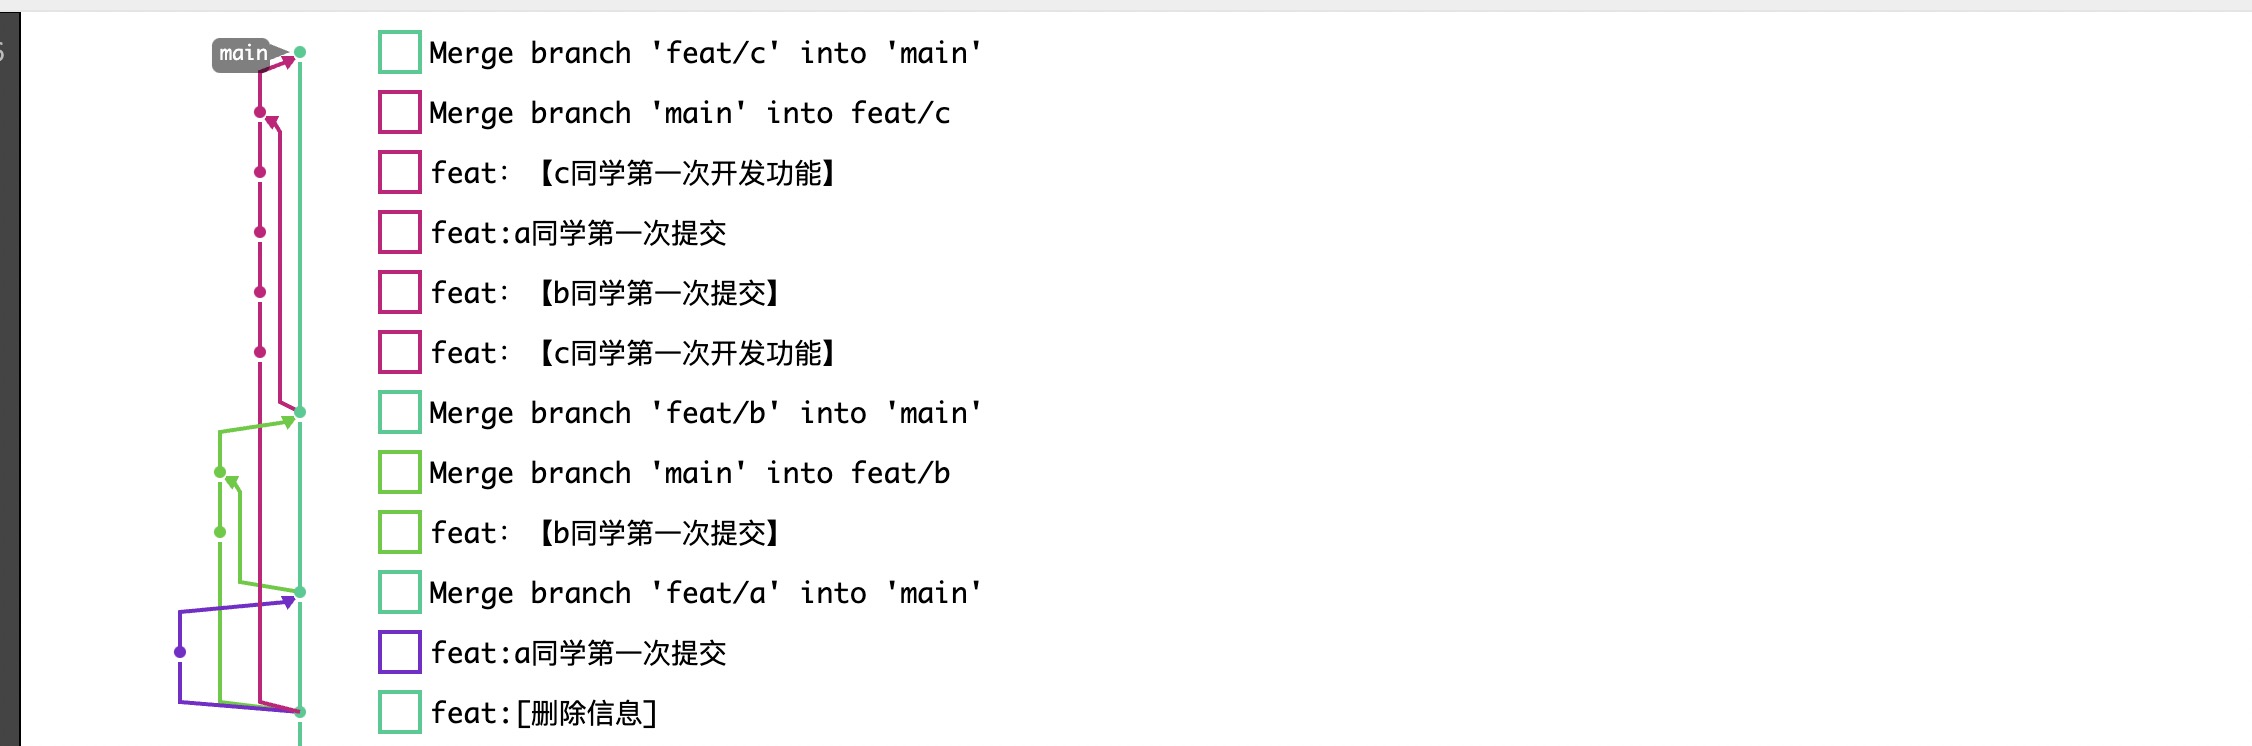 main
Merge branch 'feat/c' into 'main'
Merge branch 'main' into feat/c
feat：【c同学第一次开发功能】
feat:a同学第一次提交
feat：【b同学第一次提交】
feat：【c同学第一次开发功能】
Merge branch 'feat/b' into 'main'
Merge branch 'main' into feat/b
feat：【b同学第一次提交】
Merge branch 'feat/a' into 'main'
feat:a同学第一次提交
feat:[删除信息]